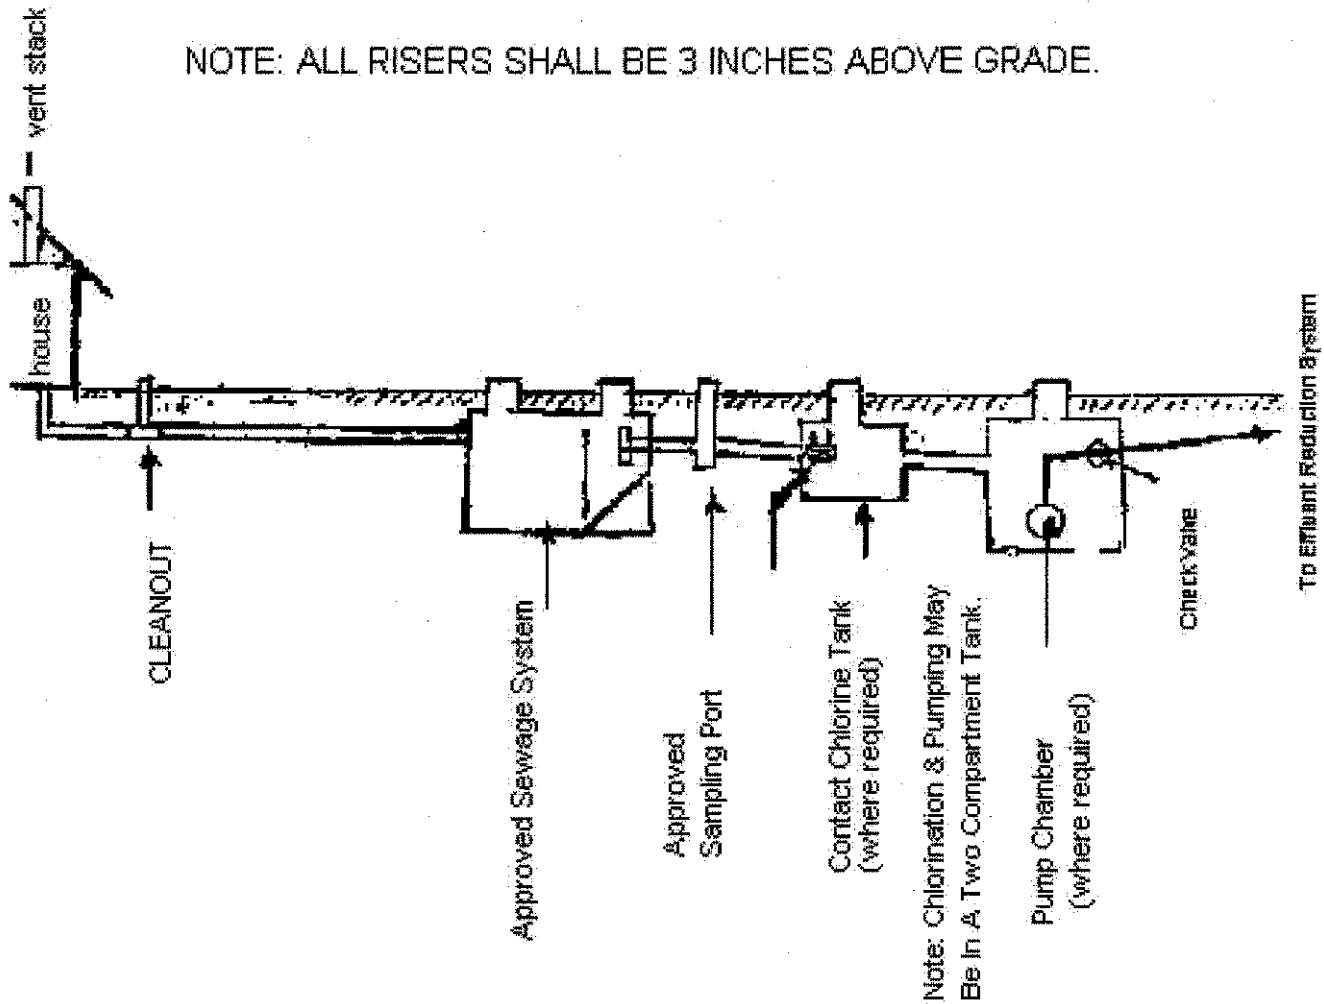 NOTE: ALL RISERS SHALL BE 3 INCHES ABOVE GRADE.
vent stack
house
CLEANOUT
Approved Sewage System
Approved
Sampling Port
Contact Chlorine Tank
(where required)
Note: Chlorination & Pumping May
Be In A Two Compartment Tank.
Pump Chamber
(where required)
Check Valve
To Effluent Reduction System